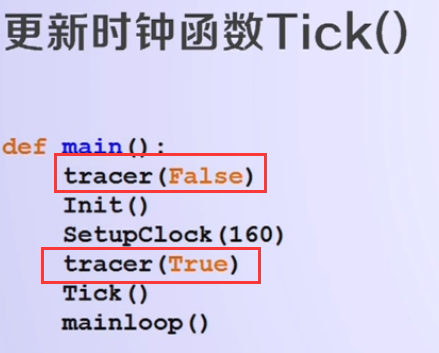 更新时钟函数Tick()
def main():
    tracer(False)
    Init()
    SetupClock(160)
    tracer(True)
    Tick()
    mainloop()